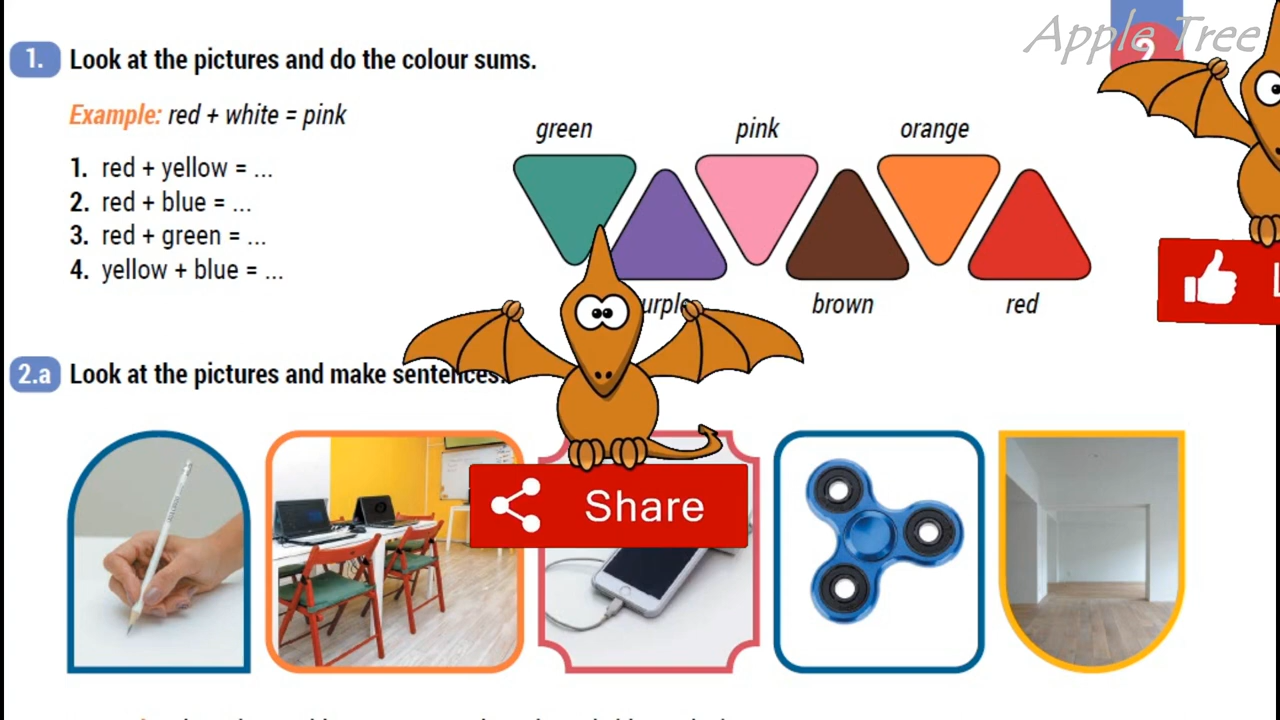 Apple Tree
1. Look at the pictures and do the colour sums.
Example: red + white = pink
green pink orange
1. red + yellow = ...
2. red + blue = ...
3. red + green = ...
4. yellow + blue = ...
brown red
2.a Look at the pictures and make sentences.
Share